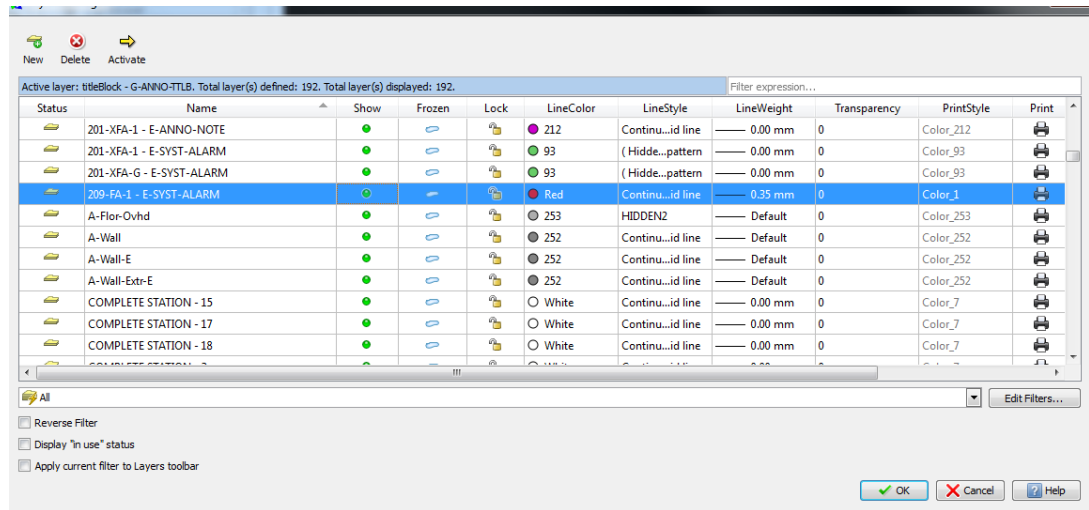 New Delete Activate
Active layer: titleBlock - G-ANNO-TTLB. Total layer(s) defined: 192. Total layer(s) displayed: 192. Filter expression...
Status Name Show Frozen Lock LineColor LineStyle LineWeight Transparency PrintStyle Print
201-XFA-1 - E-ANNO-NOTE 212 Continu...id line 0.00 mm 0 Color_212
201-XFA-1 - E-SYST-ALARM 93 ( Hidde...pattern 0.00 mm 0 Color_93
201-XFA-G - E-SYST-ALARM 93 ( Hidde...pattern 0.00 mm 0 Color_93
209-FA-1 - E-SYST-ALARM Red Continu...id line 0.35 mm 0 Color_1
A-Flor-Ovhd 253 HIDDEN2 Default 0 Color_253
A-Wall 252 Continu...id line Default 0 Color_252
A-Wall-E 252 Continu...id line Default 0 Color_252
A-Wall-Extr-E 252 Continu...id line Default 0 Color_252
COMPLETE STATION - 15 White Continu...id line 0.00 mm 0 Color_7
COMPLETE STATION - 17 White Continu...id line 0.00 mm 0 Color_7
COMPLETE STATION - 18 White Continu...id line 0.00 mm 0 Color_7
All Edit Filters...
Reverse Filter
Display "in use" status
Apply current filter to Layers toolbar
OK Cancel Help